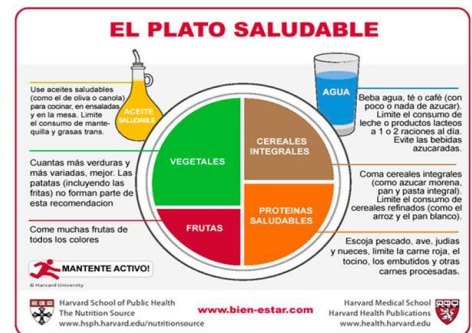 EL PLATO SALUDABLE
Use aceites saludables
(como el de oliva o canola)
para cocinar, en ensaladas
y en la mesa. Limite
el consumo de mante-
quilla y grasas trans.
ACEITE
SALUDABLE
AGUA
Beba agua, té o café (con
poco o nada de azucar).
Limite el consumo de
leche o productos lacteos
a 1 o 2 raciones al día.
Evite las bebidas
azucaradas.
Cuantas más verduras y
más variadas, mejor. Las
patatas (incluyendo las
fritas) no forman parte de
esta recomendacion
VEGETALES
CEREALES
INTEGRALES
Coma cereales integrales
(como azucar morena,
pan y pasta integral).
Limite el consumo de
cereales refinados (como el
arroz y el pan blanco).
Come muchas frutas de
todos los colores
FRUTAS
PROTEINAS
SALUDABLES
Escoja pescado, ave, judias
y nueces, limite la carne roja, el
tocino, los embutidos y otras
carnes procesadas.
MANTENTE ACTIVO!
© Harvard University
Harvard School of Public Health
The Nutrition Source
www.hsph.harvard.edu/nutritionsource
www.bien-estar.com
Harvard Medical School
Harvard Health Publications
www.health.harvard.edu